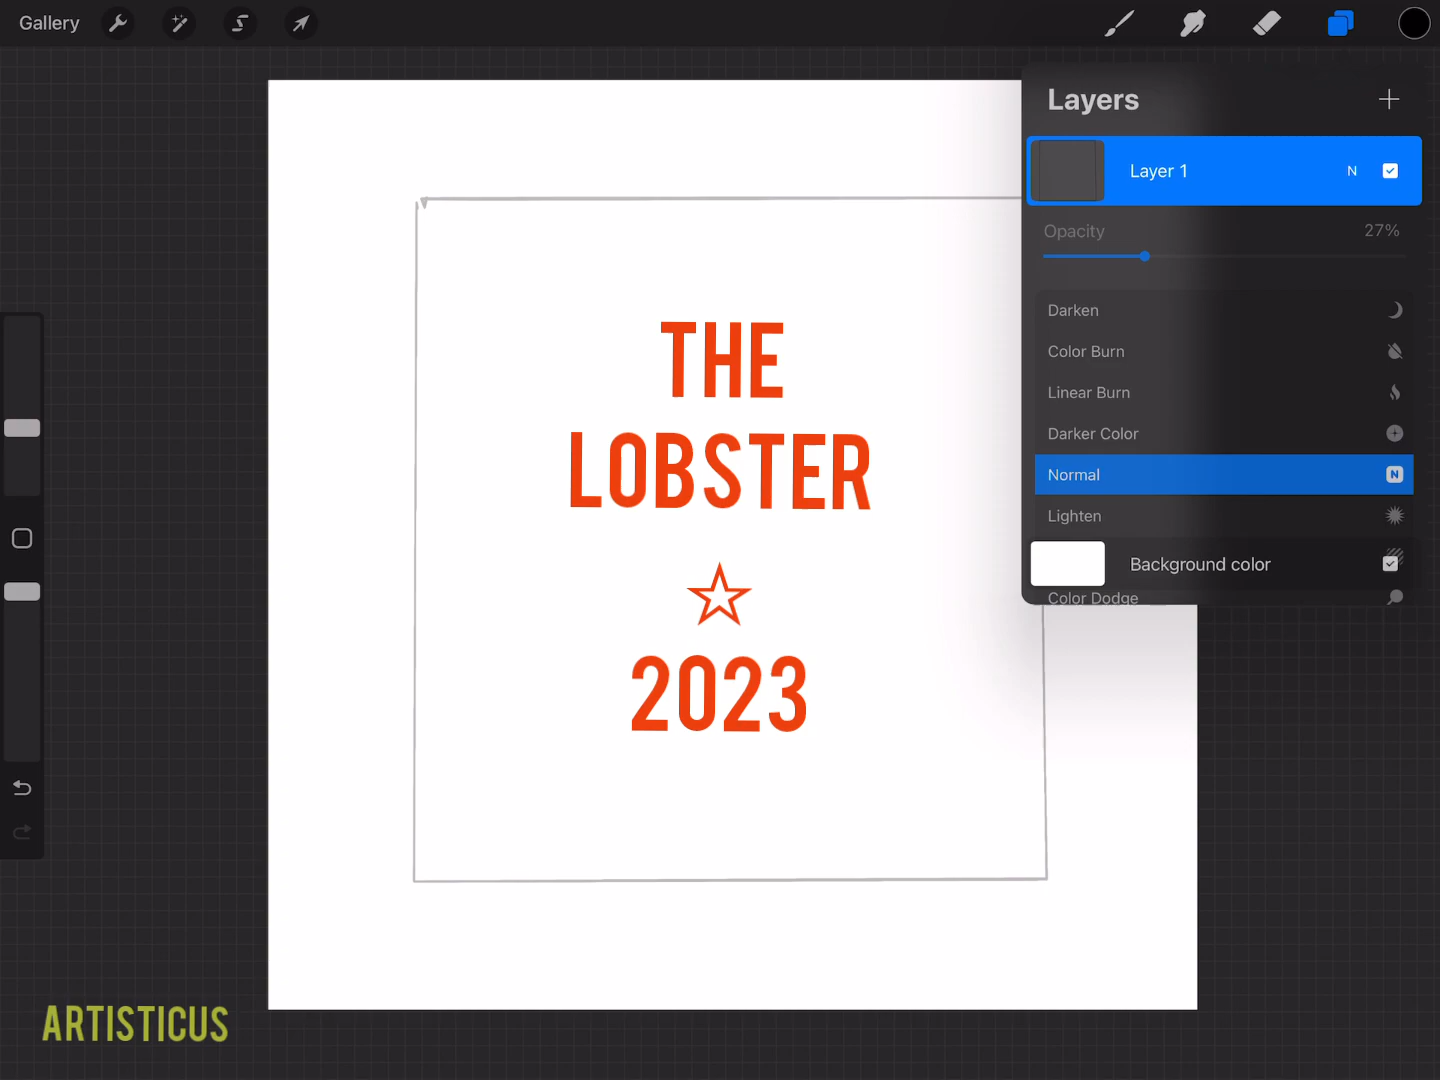 Gallery
Layers
Layer 1 N
Opacity 27%
Darken
Color Burn
Linear Burn
Darker Color
Normal N
Lighten
Background color
Color Dodge
THE
LOBSTER
2023
ARTISTICUS